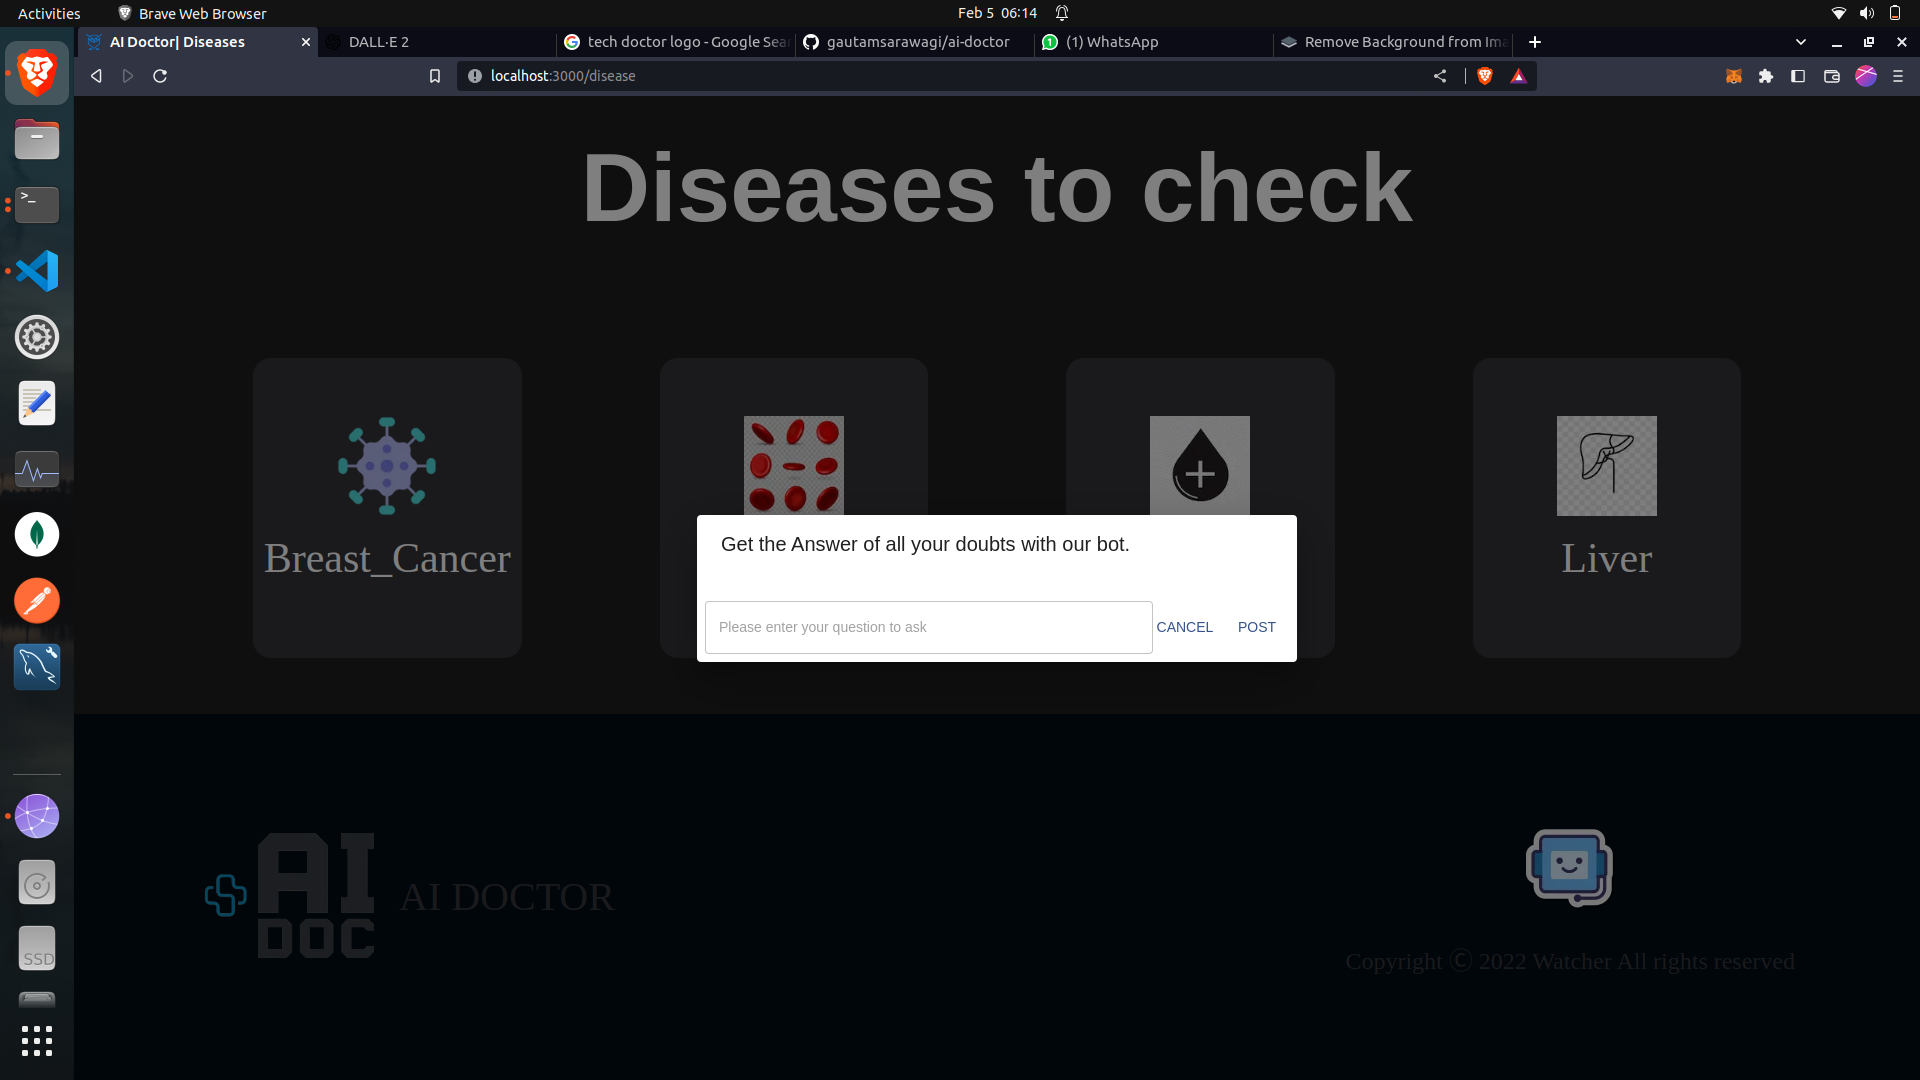 Activities
Brave Web Browser
Feb 5 06:14
AI Doctor| Diseases
DALL·E 2
tech doctor logo - Google Sear
gautamsarawagi/ai-doctor
(1) WhatsApp
Remove Background from Ima
localhost:3000/disease
Diseases to check
Breast_Cancer
Liver
Get the Answer of all your doubts with our bot.
Please enter your question to ask
CANCEL
POST
AI
DOC
AI DOCTOR
Copyright Ⓒ 2022 Watcher All rights reserved
SSD